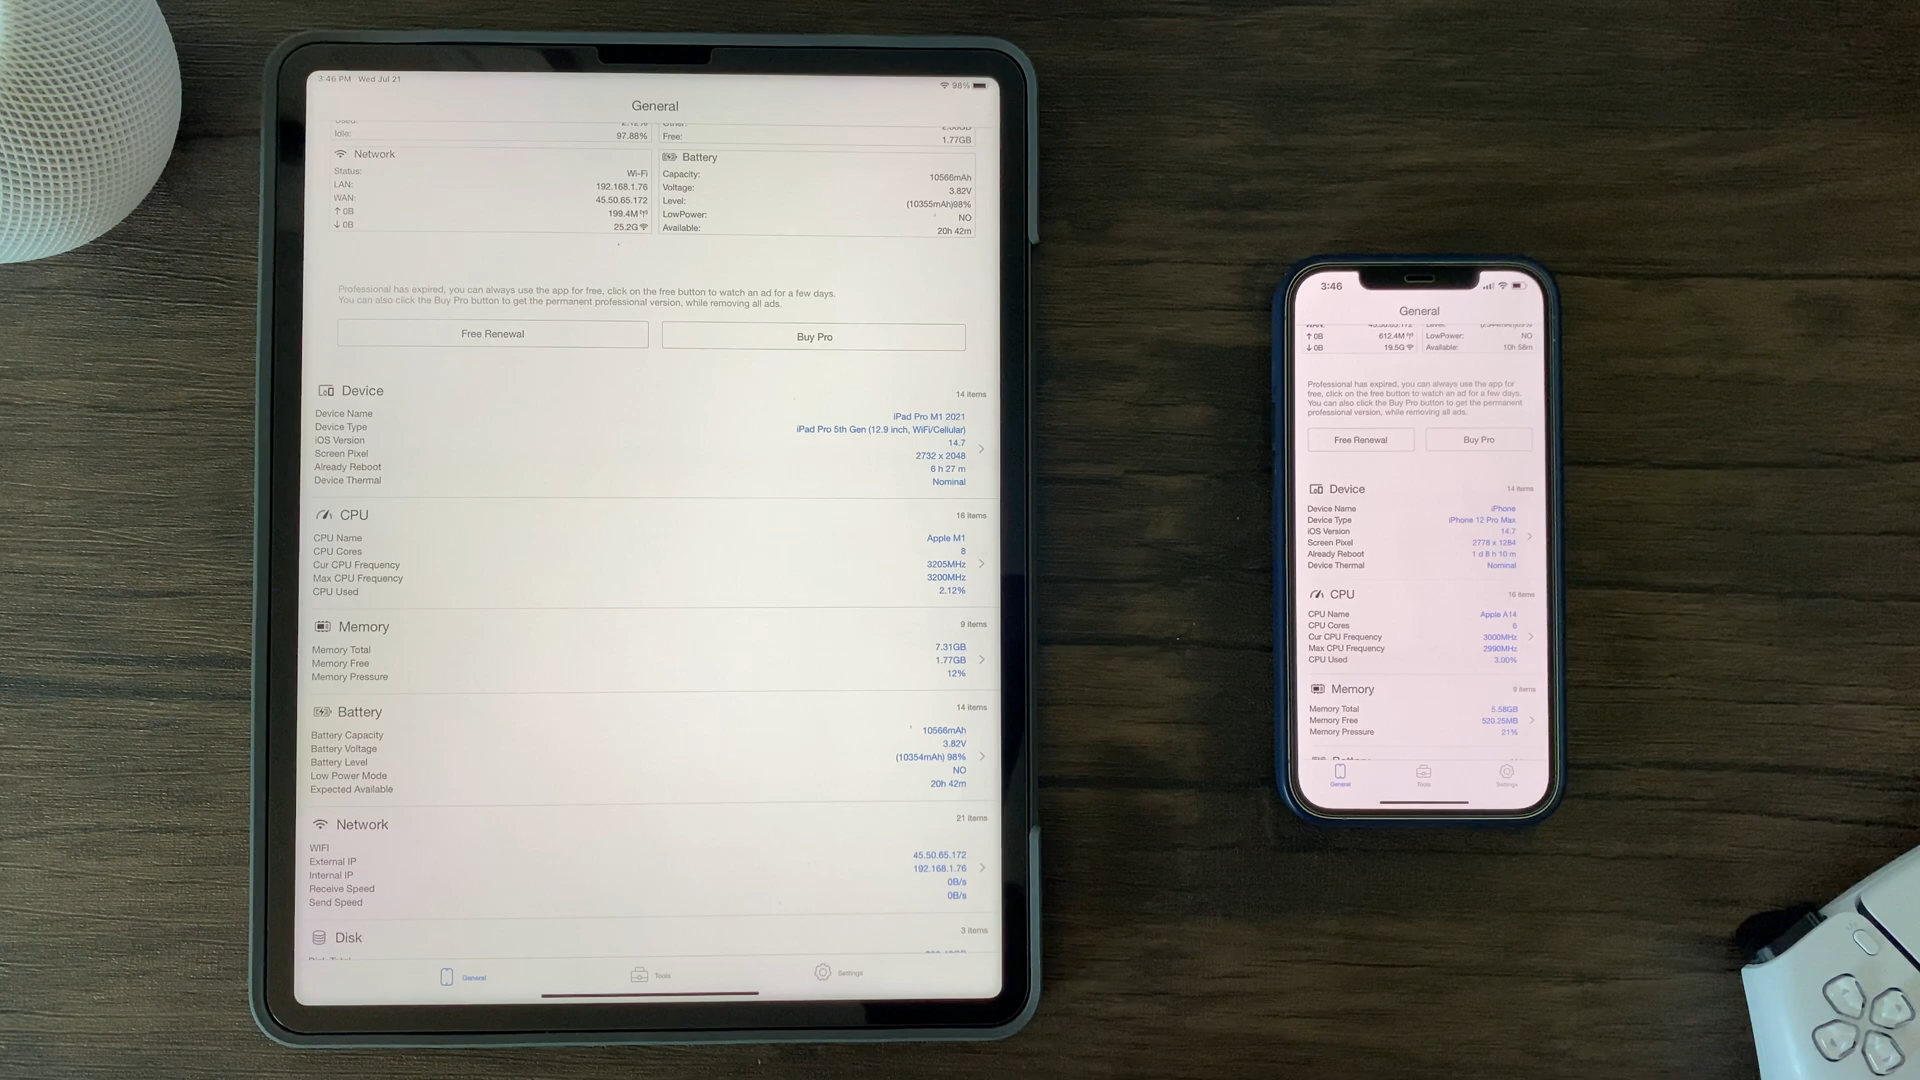 3:46 PM Wed Jul 21
98%
General
Used: 2.12%
Idle: 97.88%
Free: 1.77GB
Network
Status: Wi-Fi
LAN: 192.168.1.76
WAN: 45.50.65.172
↑ 0B 199.4M
↓ 0B 25.2G
Battery
Capacity: 10566mAh
Voltage: 3.82V
Level: (10355mAh)98%
LowPower: NO
Available: 20h 42m
Professional has expired, you can always use the app for free, click on the free button to watch an ad for a few days.
You can also click the Buy Pro button to get the permanent professional version, while removing all ads.
Free Renewal
Buy Pro
Device 14 items
Device Name iPad Pro M1 2021
Device Type iPad Pro 5th Gen (12.9 inch, WiFi/Cellular)
iOS Version 14.7
Screen Pixel 2732 x 2048
Already Reboot 6 h 27 m
Device Thermal Nominal
CPU 16 items
CPU Name Apple M1
CPU Cores 8
Cur CPU Frequency 3205MHz
Max CPU Frequency 3200MHz
CPU Used 2.12%
Memory 9 items
Memory Total 7.31GB
Memory Free 1.77GB
Memory Pressure 12%
Battery 14 items
Battery Capacity 10566mAh
Battery Voltage 3.82V
Battery Level (10354mAh) 98%
Low Power Mode NO
Expected Available 20h 42m
Network 21 items
WIFI
External IP 45.50.65.172
Internal IP 192.168.1.76
Receive Speed 0B/s
Send Speed 0B/s
Disk 3 items
General
Tools
Settings
3:46
General
↑ 0B 612.4M
↓ 0B 19.5G
LowPower: NO
Available: 10h 58m
Professional has expired, you can always use the app for
free, click on the free button to watch an ad for a few days.
You can also click the Buy Pro button to get the permanent
professional version, while removing all ads.
Free Renewal
Buy Pro
Device 14 items
Device Name iPhone
Device Type iPhone 12 Pro Max
iOS Version 14.7
Screen Pixel 2778 x 1284
Already Reboot 1 d 8 h 10 m
Device Thermal Nominal
CPU 16 items
CPU Name Apple A14
CPU Cores 6
Cur CPU Frequency 3000MHz
Max CPU Frequency 2990MHz
CPU Used 3.00%
Memory 9 items
Memory Total 5.58GB
Memory Free 520.25MB
Memory Pressure 21%
General
Tools
Settings